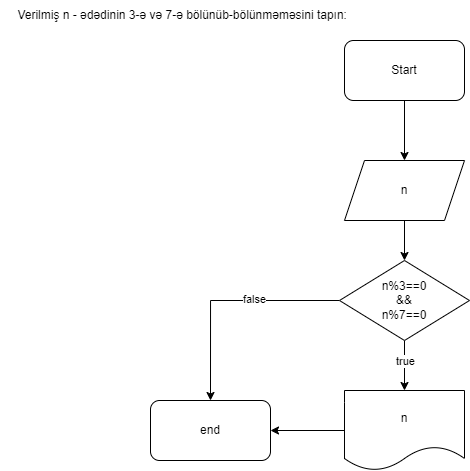 Verilmiş n - ədədinin 3-ə və 7-ə bölünüb-bölünməməsini tapın:
Start
n
n%3==0
&&
n%7==0
false
true
n
end